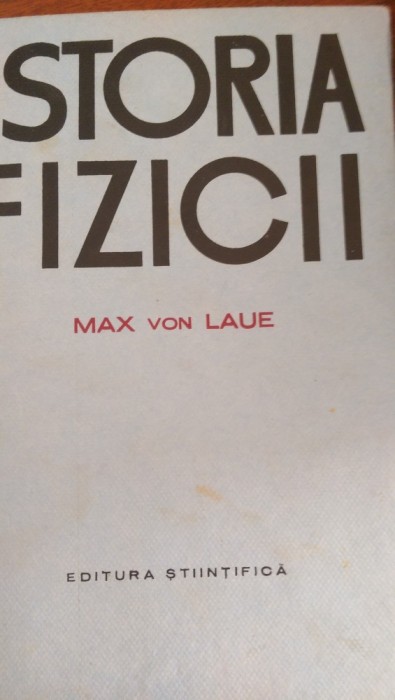 STORIA
FIZICII
MAX VON LAUE
EDITURA ŞTIINŢIFICĂ